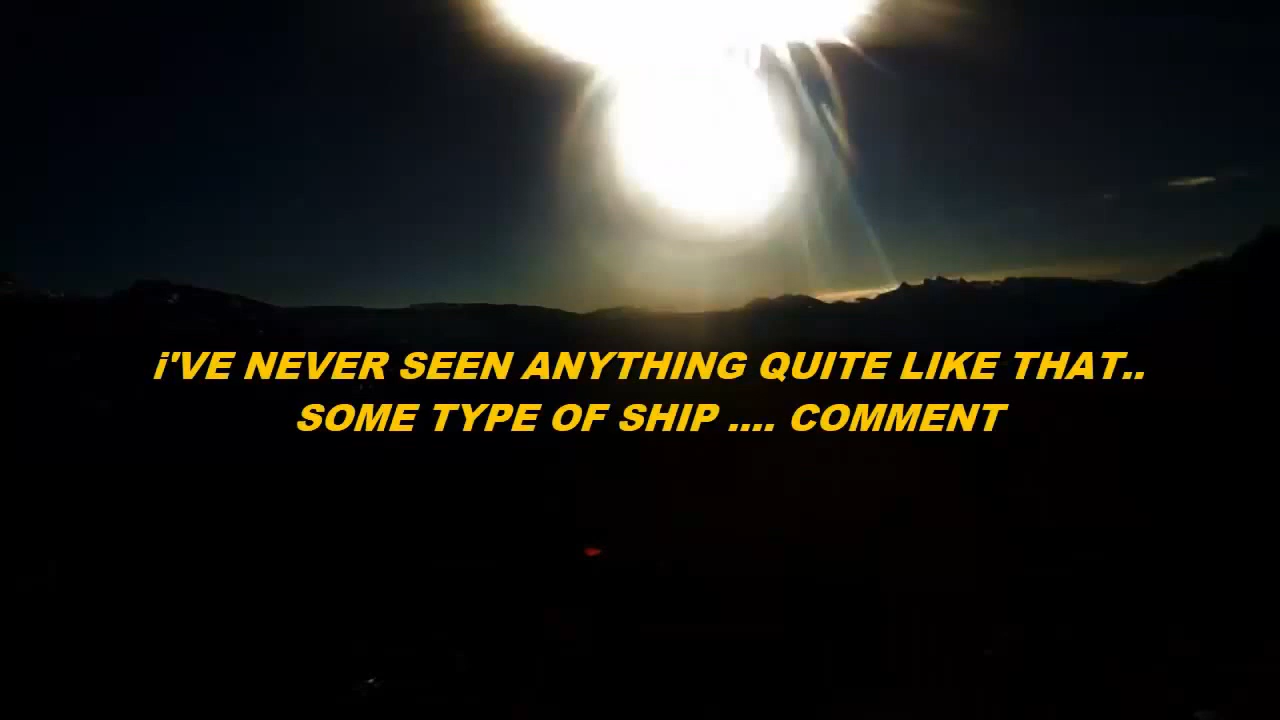 i'VE NEVER SEEN ANYTHING QUITE LIKE THAT..
SOME TYPE OF SHIP .... COMMENT